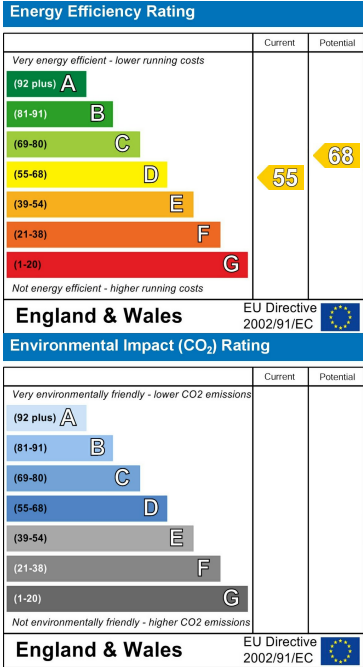 Energy Efficiency Rating
Current Potential
Very energy efficient - lower running costs
(92 plus) A
(81-91) B
(69-80) C
(55-68) D
(39-54) E
(21-38) F
(1-20) G
55
68
Not energy efficient - higher running costs
England & Wales
EU Directive
2002/91/EC
Environmental Impact (CO₂) Rating
Current Potential
Very environmentally friendly - lower CO2 emissions
(92 plus) A
(81-91) B
(69-80) C
(55-68) D
(39-54) E
(21-38) F
(1-20) G
Not environmentally friendly - higher CO2 emissions
England & Wales
EU Directive
2002/91/EC